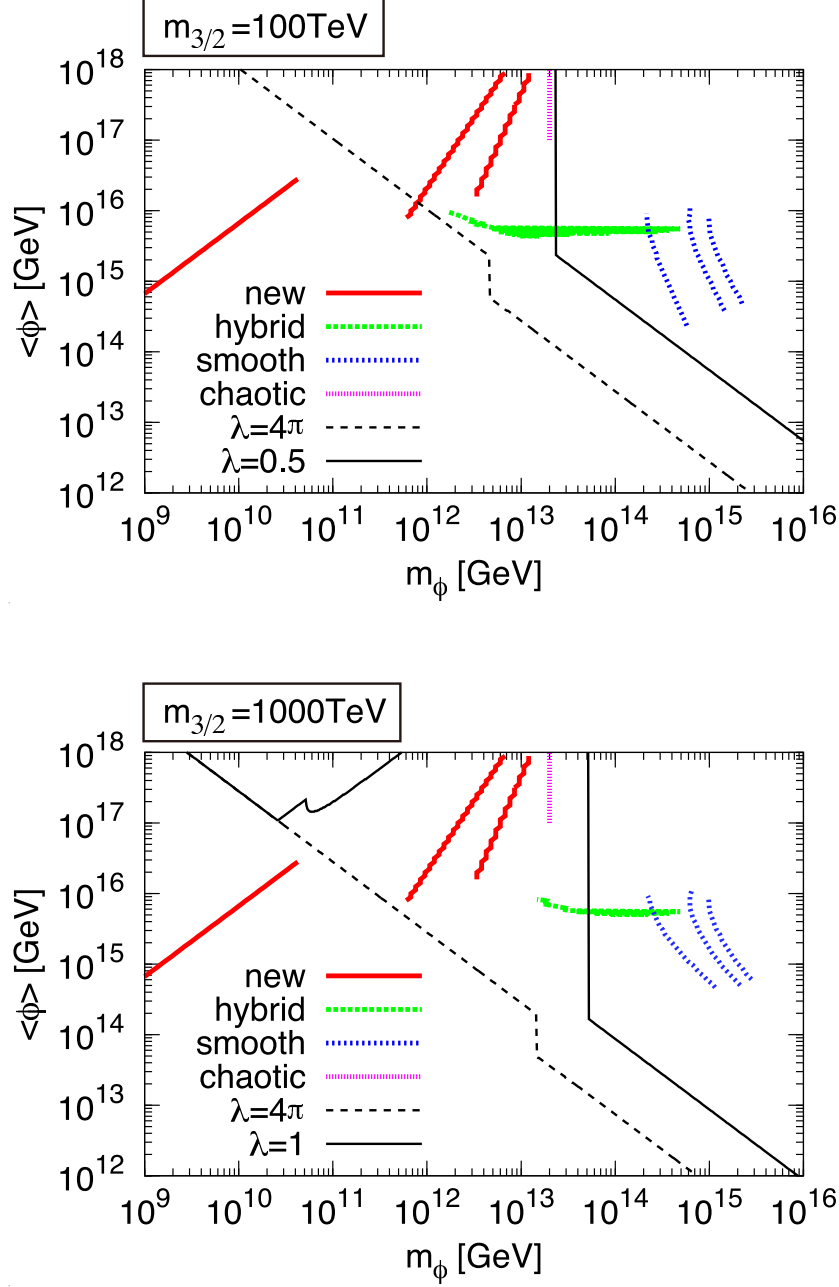 m3/2 =100TeV
10^18
10^17
10^16
10^15
10^14
10^13
10^12
<ϕ> [GeV]
new
hybrid
smooth
chaotic
λ=4π
λ=0.5
10^9 10^10 10^11 10^12 10^13 10^14 10^15 10^16
mϕ [GeV]
m3/2 =1000TeV
10^18
10^17
10^16
10^15
10^14
10^13
10^12
<ϕ> [GeV]
new
hybrid
smooth
chaotic
λ=4π
λ=1
10^9 10^10 10^11 10^12 10^13 10^14 10^15 10^16
mϕ [GeV]